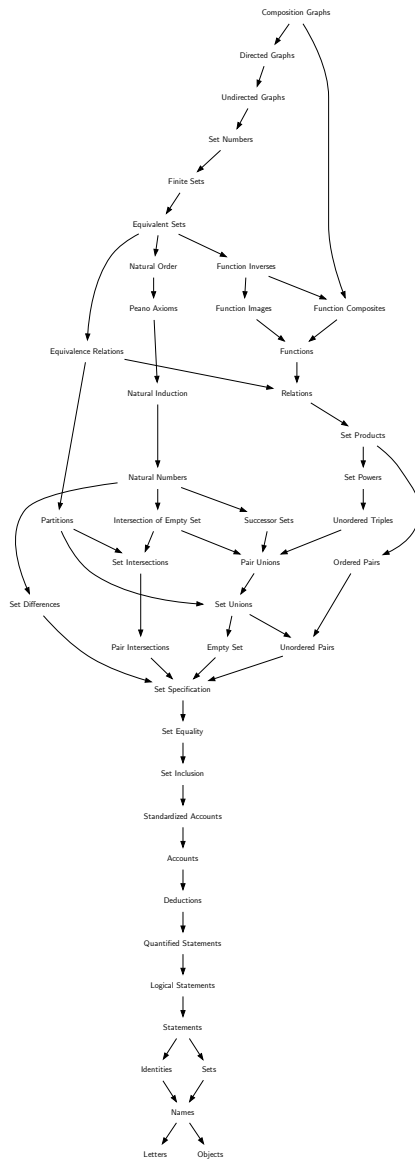 Composition Graphs
Directed Graphs
Undirected Graphs
Set Numbers
Finite Sets
Equivalent Sets
Natural Order
Function Inverses
Peano Axioms
Function Images
Function Composites
Equivalence Relations
Functions
Natural Induction
Relations
Set Products
Natural Numbers
Set Powers
Partitions
Intersection of Empty Set
Successor Sets
Unordered Triples
Set Intersections
Pair Unions
Ordered Pairs
Set Differences
Set Unions
Pair Intersections
Empty Set
Unordered Pairs
Set Specification
Set Equality
Set Inclusion
Standardized Accounts
Accounts
Deductions
Quantified Statements
Logical Statements
Statements
Identities
Sets
Names
Letters
Objects